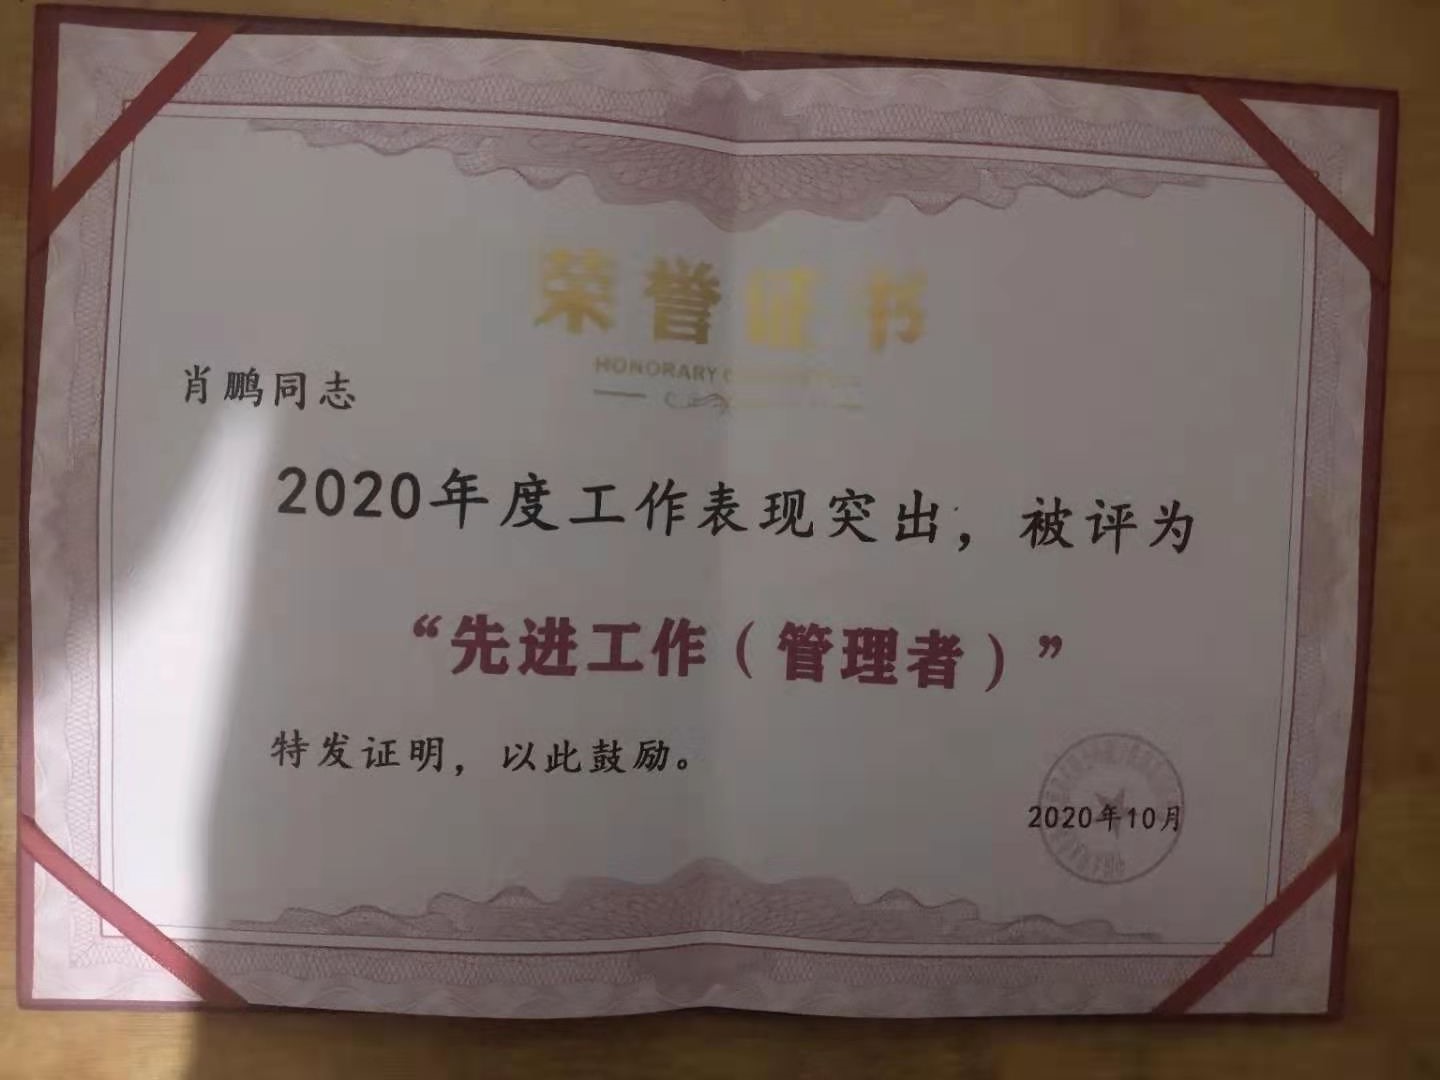 荣誉证书
HONORARY
肖鹏同志
2020年度工作表现突出，被评为
“先进工作（管理者）”
特发证明，以此鼓励。
2020年10月